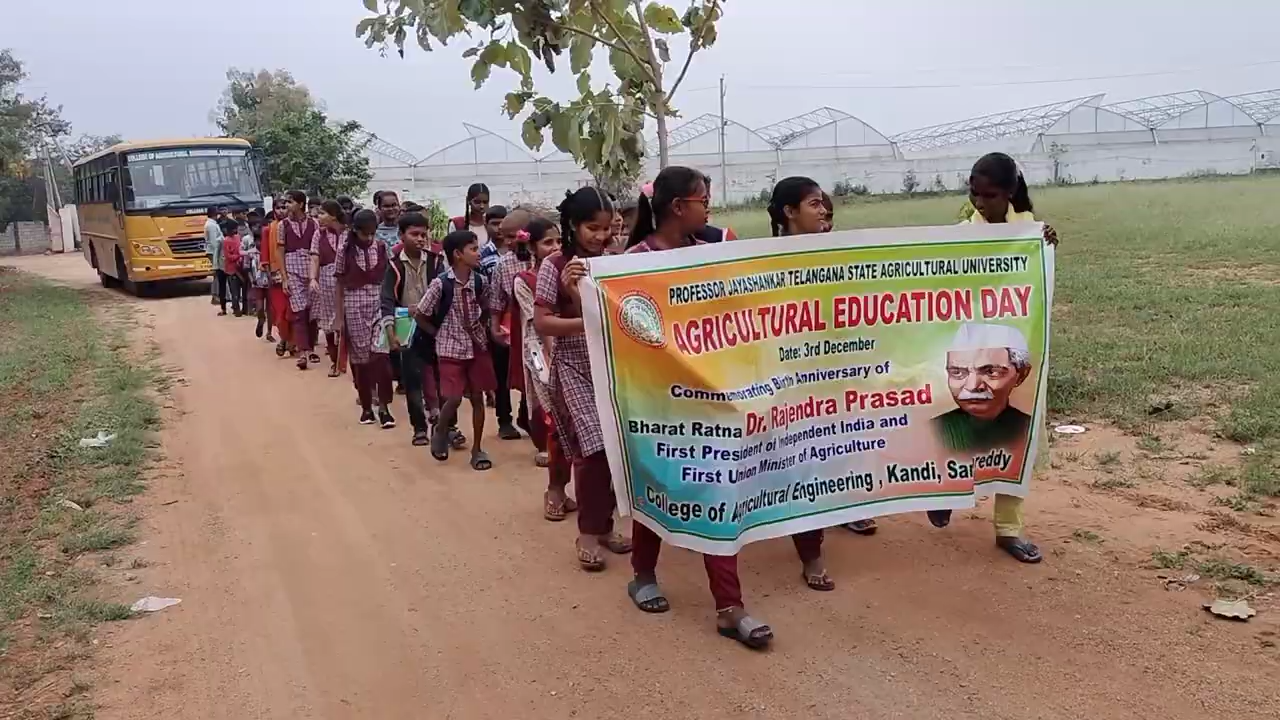 COLLEGE OF
PROFESSOR JAYASHANKAR TELANGANA STATE AGRICULTURAL UNIVERSITY
AGRICULTURAL EDUCATION DAY
Date: 3rd December
Commemorating Birth Anniversary of
Bharat Ratna Dr. Rajendra Prasad
First President of Independent India and
First Union Minister of Agriculture
College of Agricultural Engineering , Kandi, Sangareddy